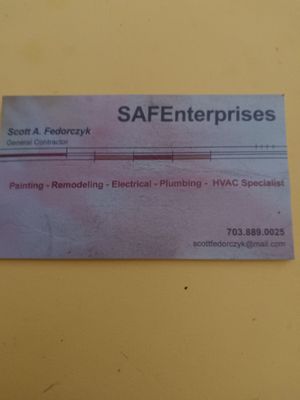 SAFEnterprises
Scott A. Fedorczyk
General Contractor
Painting - Remodeling - Electrical - Plumbing - HVAC Specialist
703.889.0025
scottfedorczyk@mail.com